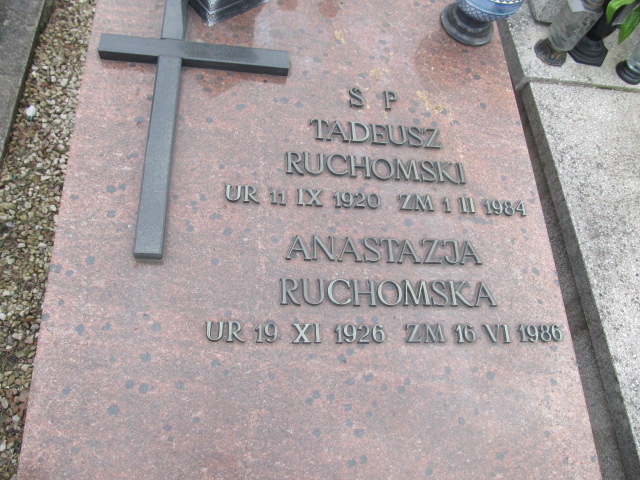 S P
TADEUSZ
RUCHOMSKI
UR 11 IX 1920 ZM 1 II 1984
ANASTAZJA
RUCHOMSKA
UR 19 XI 1926 ZM 16 VI 1986